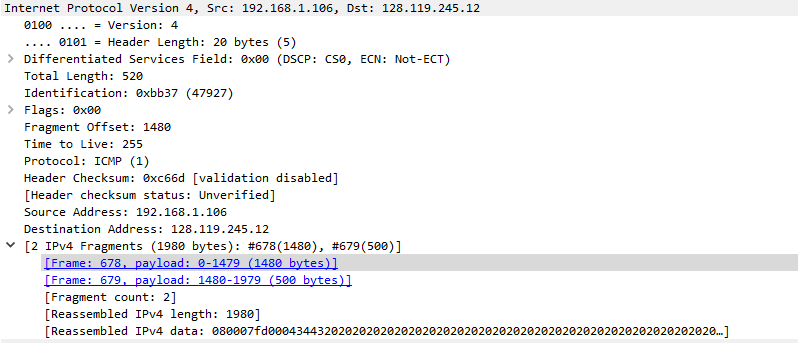 Internet Protocol Version 4, Src: 192.168.1.106, Dst: 128.119.245.12
0100 .... = Version: 4
.... 0101 = Header Length: 20 bytes (5)
Differentiated Services Field: 0x00 (DSCP: CS0, ECN: Not-ECT)
Total Length: 520
Identification: 0xbb37 (47927)
Flags: 0x00
Fragment Offset: 1480
Time to Live: 255
Protocol: ICMP (1)
Header Checksum: 0xc66d [validation disabled]
[Header checksum status: Unverified]
Source Address: 192.168.1.106
Destination Address: 128.119.245.12
[2 IPv4 Fragments (1980 bytes): #678(1480), #679(500)]
[Frame: 678, payload: 0-1479 (1480 bytes)]
[Frame: 679, payload: 1480-1979 (500 bytes)]
[Fragment count: 2]
[Reassembled IPv4 length: 1980]
[Reassembled IPv4 data: 080007fd000434432020202020202020202020202020202020202020202020202020202020…]